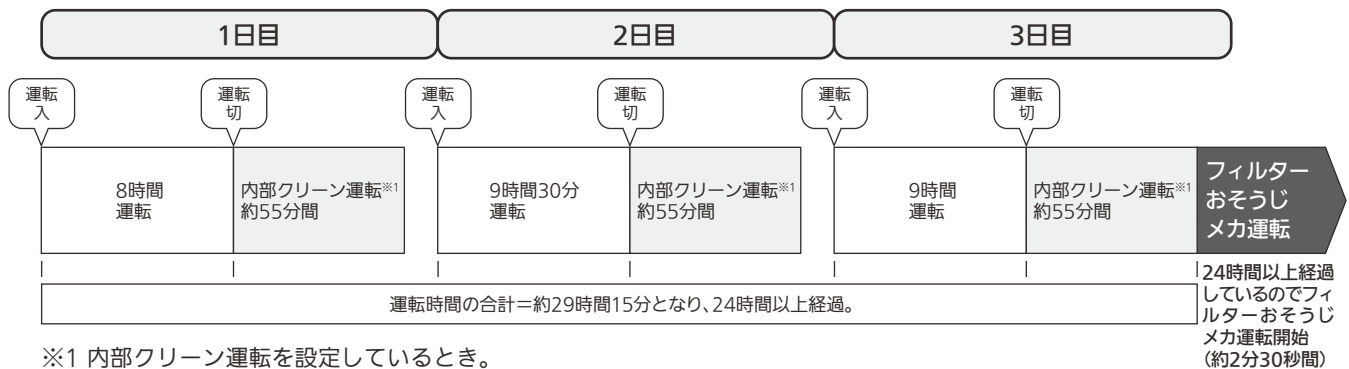 1日目
2日目
3日目
運転
入
運転
切
運転
入
運転
切
運転
入
運転
切
8時間
運転
内部クリーン運転※1
約55分間
9時間30分
運転
内部クリーン運転※1
約55分間
9時間
運転
内部クリーン運転※1
約55分間
フィルター
おそうじ
メカ運転
運転時間の合計＝約29時間15分となり、24時間以上経過。
24時間以上経過
しているのでフィ
ルターおそうじ
メカ運転開始
（約2分30秒間）
※1 内部クリーン運転を設定しているとき。